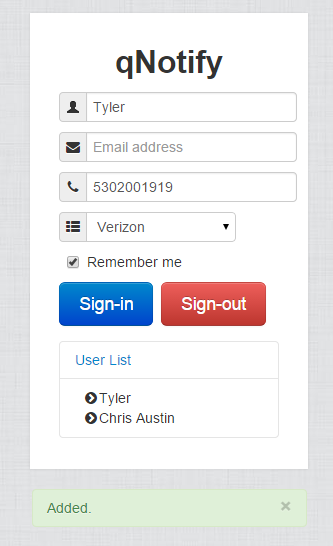 qNotify
Tyler
Email address
5302001919
Verizon
Remember me
Sign-in Sign-out
User List
Tyler
Chris Austin
Added. ×